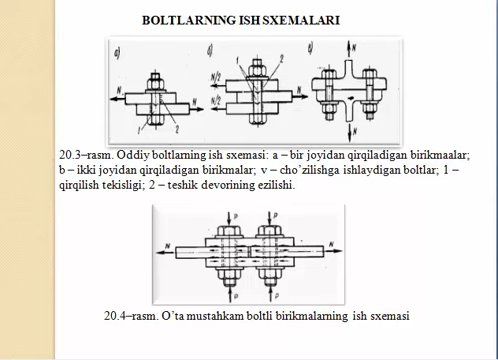 BOLTLARNING ISH SXEMALARI
а) б) в)
1 2 N
N/2 N
N N/2
N N
1 2 N
20.3–rasm. Oddiy boltlarning ish sxemasi: a – bir joyidan qirqiladigan birikmaalar;
b – ikki joyidan qirqiladigan birikmalar; v – cho’zilishga ishlaydigan boltlar; 1 –
qirqilish tekisligi; 2 – teshik devorining ezilishi.
P P
N N
P P
20.4–rasm. O’ta mustahkam boltli birikmalarning ish sxemasi